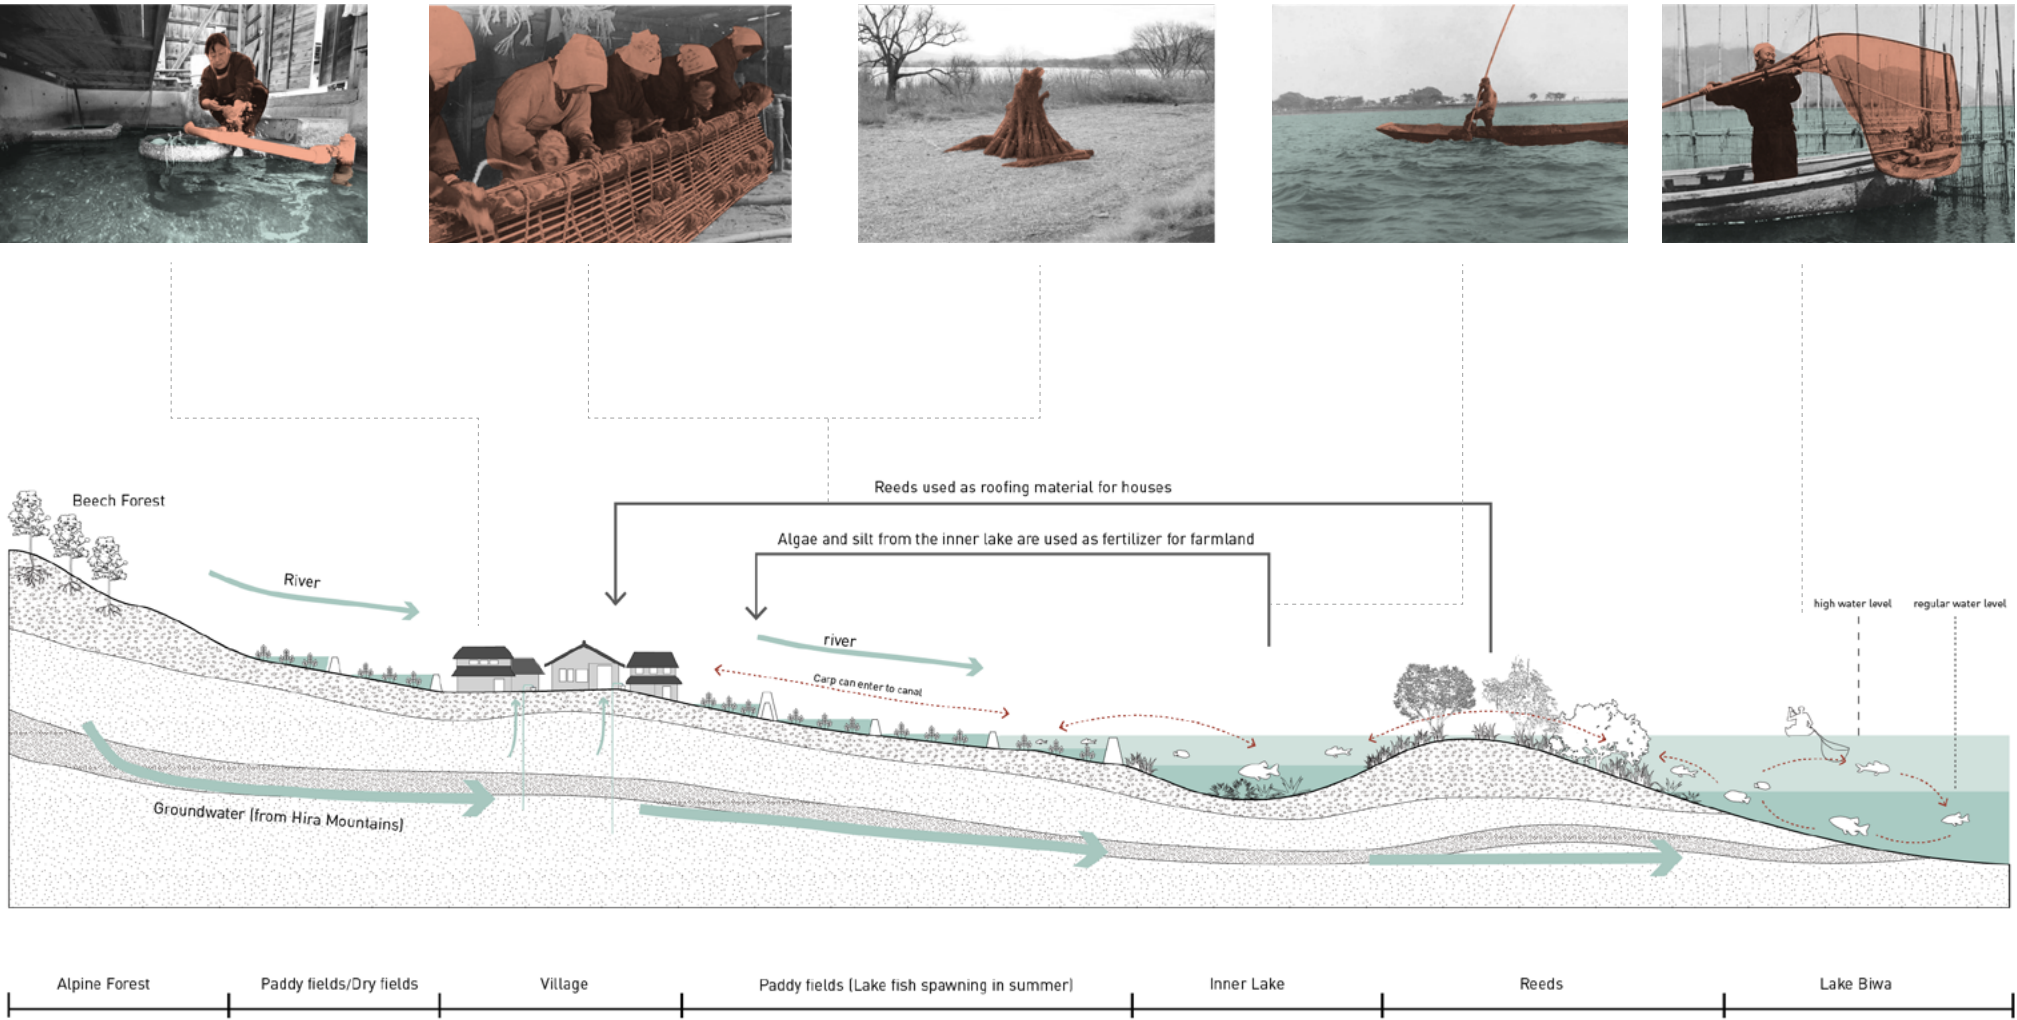 Reeds used as roofing material for houses
Beech Forest
Algae and silt from the inner lake are used as fertilizer for farmland
River
high water level
regular water level
river
Carp can enter to canal
Groundwater (from Hira Mountains)
Alpine Forest
Paddy fields/Dry fields
Village
Paddy fields (Lake fish spawning in summer)
Inner Lake
Reeds
Lake Biwa